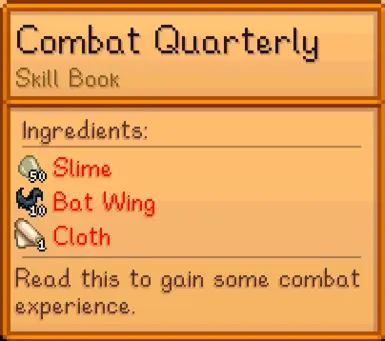 Combat Quarterly
Skill Book
Ingredients:
50 Slime
10 Bat Wing
1 Cloth
Read this to gain some combat
experience.